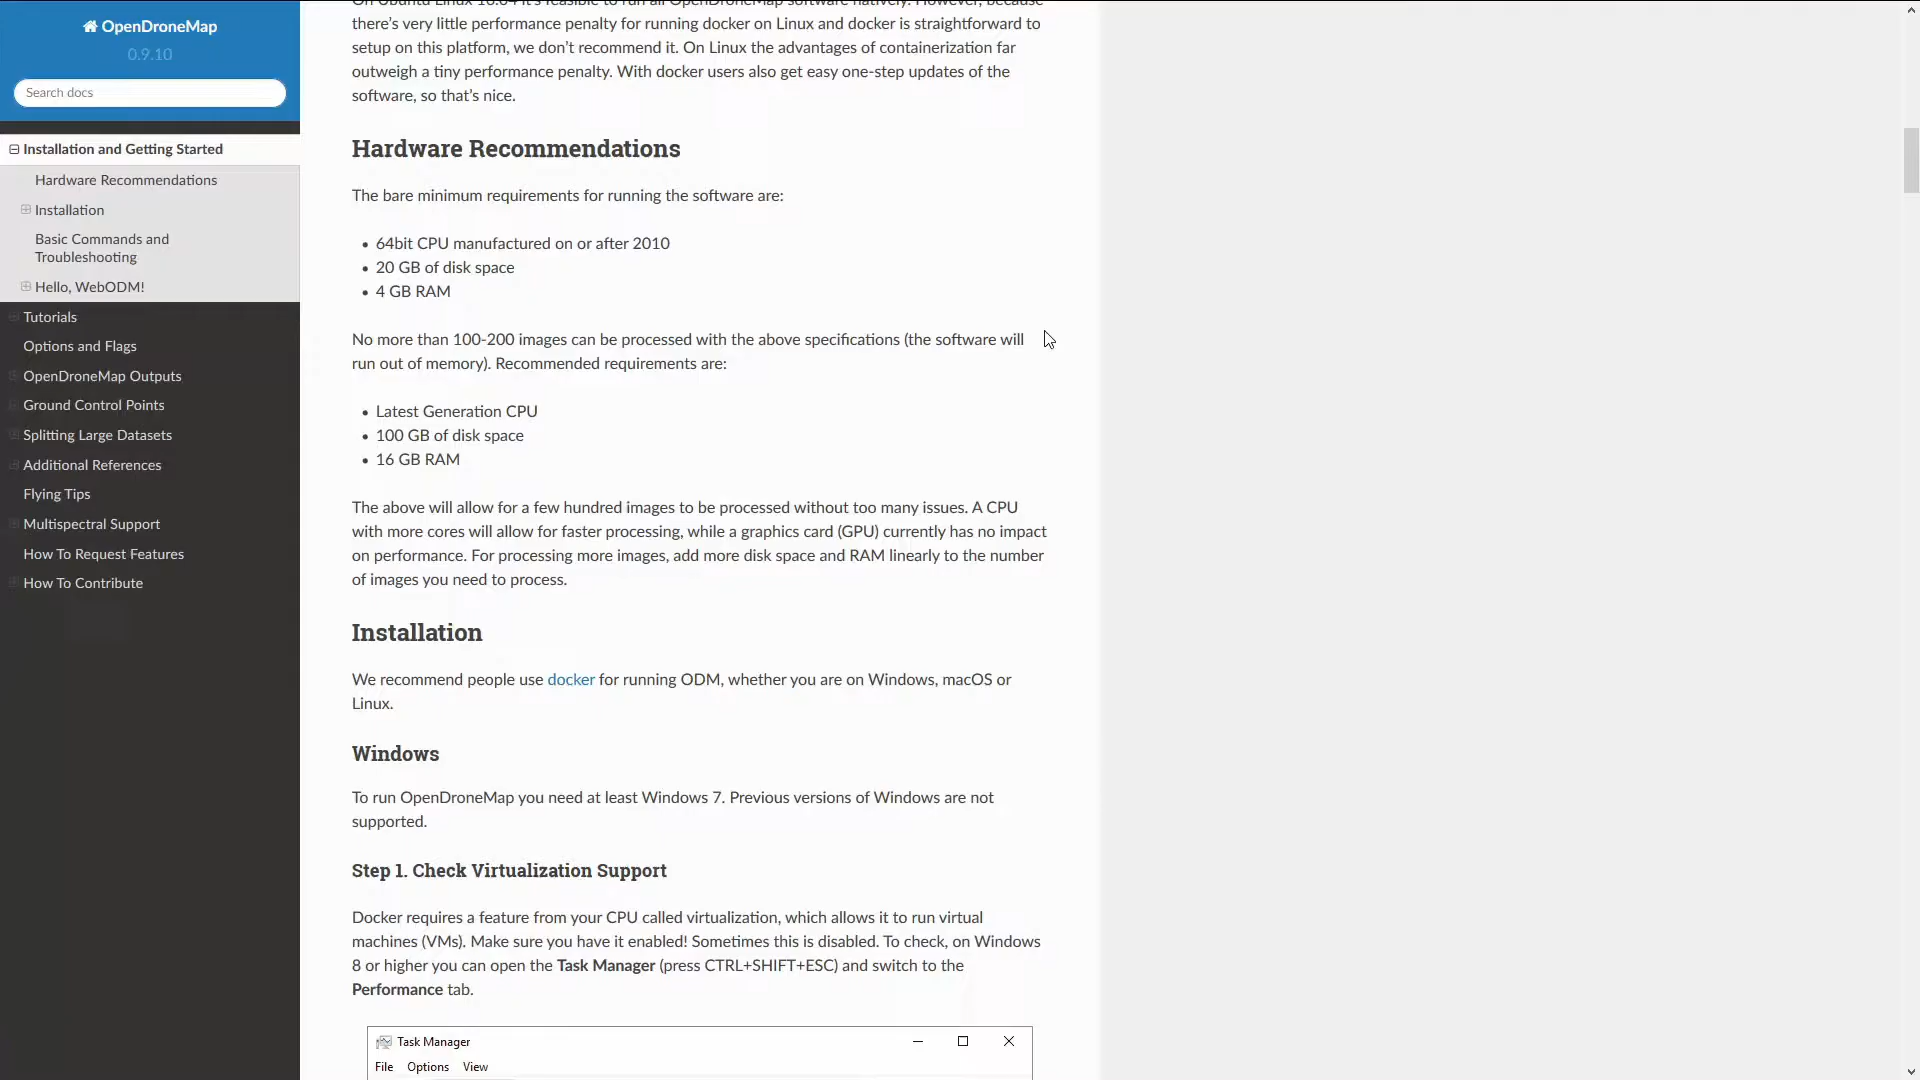 OpenDroneMap
0.9.10
Search docs
Installation and Getting Started
Hardware Recommendations
Installation
Basic Commands and
Troubleshooting
Hello, WebODM!
Tutorials
Options and Flags
OpenDroneMap Outputs
Ground Control Points
Splitting Large Datasets
Additional References
Flying Tips
Multispectral Support
How To Request Features
How To Contribute
On Ubuntu Linux 16.04 it's feasible to run all OpenDroneMap software natively. However, because
there's very little performance penalty for running docker on Linux and docker is straightforward to
setup on this platform, we don't recommend it. On Linux the advantages of containerization far
outweigh a tiny performance penalty. With docker users also get easy one-step updates of the
software, so that's nice.
Hardware Recommendations
The bare minimum requirements for running the software are:
• 64bit CPU manufactured on or after 2010
• 20 GB of disk space
• 4 GB RAM
No more than 100-200 images can be processed with the above specifications (the software will
run out of memory). Recommended requirements are:
• Latest Generation CPU
• 100 GB of disk space
• 16 GB RAM
The above will allow for a few hundred images to be processed without too many issues. A CPU
with more cores will allow for faster processing, while a graphics card (GPU) currently has no impact
on performance. For processing more images, add more disk space and RAM linearly to the number
of images you need to process.
Installation
We recommend people use docker for running ODM, whether you are on Windows, macOS or
Linux.
Windows
To run OpenDroneMap you need at least Windows 7. Previous versions of Windows are not
supported.
Step 1. Check Virtualization Support
Docker requires a feature from your CPU called virtualization, which allows it to run virtual
machines (VMs). Make sure you have it enabled! Sometimes this is disabled. To check, on Windows
8 or higher you can open the Task Manager (press CTRL+SHIFT+ESC) and switch to the
Performance tab.
Task Manager
File Options View